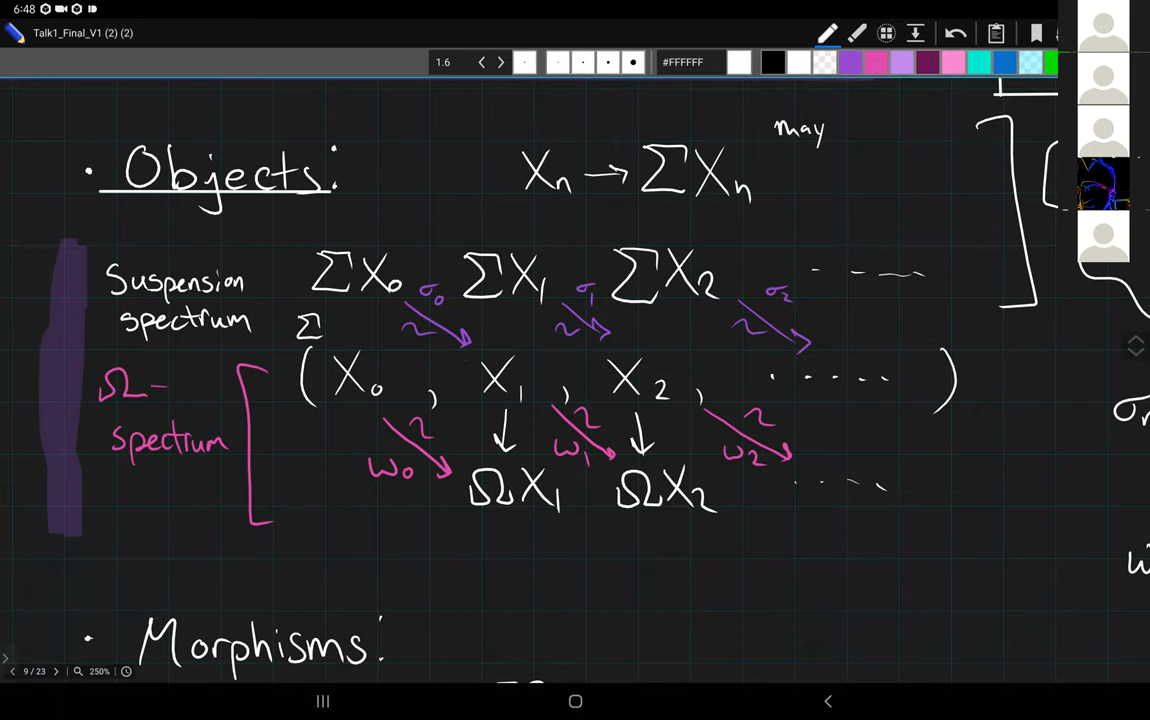 6:48
Talk1_Final_V1 (2) (2)
1.6 #FFFFFF
may
· Objects: Xₙ → ΣXₙ
Suspension spectrum
ΣX₀ ΣX₁ ΣX₂ ------
σ₀ σ₁ σ₂
~ ~ ~
Σ
(X₀, X₁, X₂, ......)
Ω-spectrum
~ ~ ~
ω₀ ω₁ ω₂
ΩX₁ ΩX₂ .....
· Morphisms:
9 / 23 250%